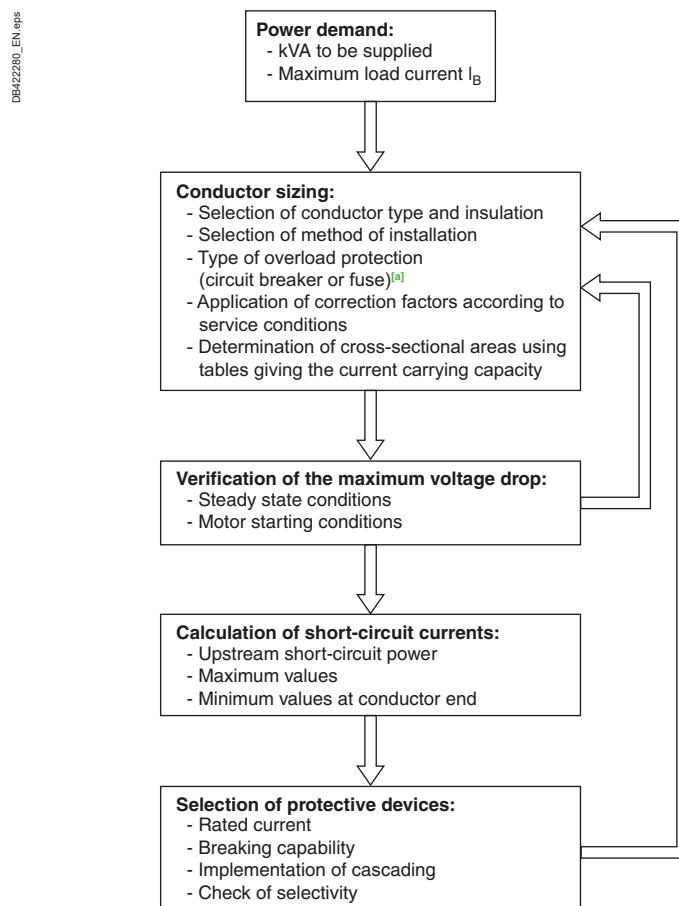 DB422280_EN.eps
Power demand:
- kVA to be supplied
- Maximum load current IB
Conductor sizing:
- Selection of conductor type and insulation
- Selection of method of installation
- Type of overload protection
(circuit breaker or fuse)[a]
- Application of correction factors according to
service conditions
- Determination of cross-sectional areas using
tables giving the current carrying capacity
Verification of the maximum voltage drop:
- Steady state conditions
- Motor starting conditions
Calculation of short-circuit currents:
- Upstream short-circuit power
- Maximum values
- Minimum values at conductor end
Selection of protective devices:
- Rated current
- Breaking capability
- Implementation of cascading
- Check of selectivity